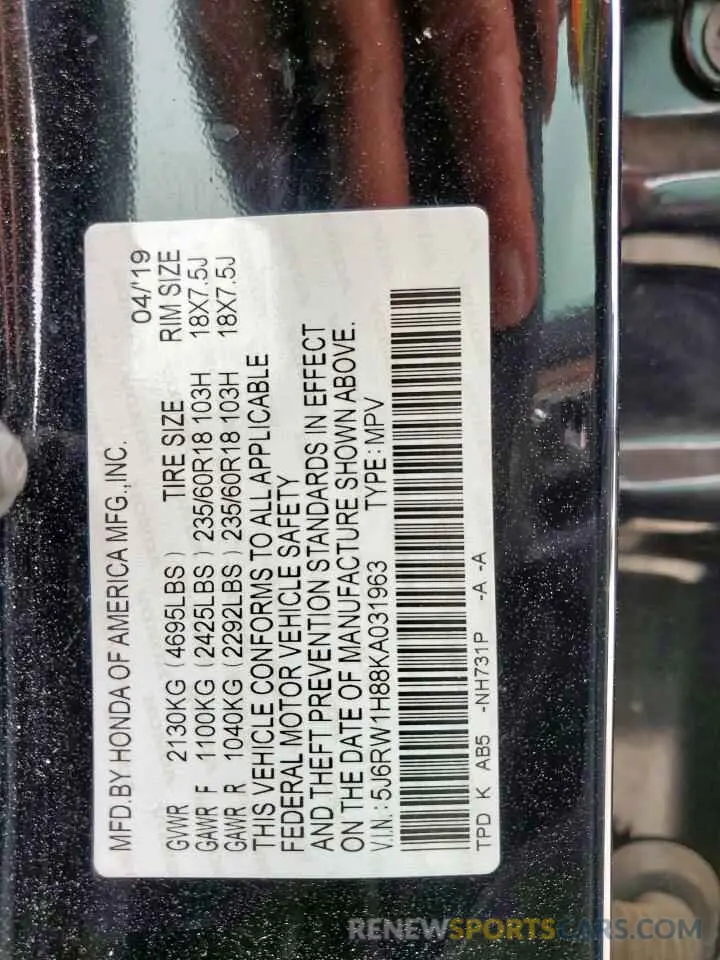 MFD.BY HONDA OF AMERICA MFG.,INC. 04/'19
GVWR 2130KG (4695LBS) TIRE SIZE RIM SIZE
GAWR F 1100KG (2425LBS) 235/60R18 103H 18X7.5J
GAWR R 1040KG (2292LBS) 235/60R18 103H 18X7.5J
THIS VEHICLE CONFORMS TO ALL APPLICABLE
FEDERAL MOTOR VEHICLE SAFETY
AND THEFT PREVENTION STANDARDS IN EFFECT
ON THE DATE OF MANUFACTURE SHOWN ABOVE.
V.I.N.: 5J6RW1H88KA031963 TYPE: MPV
TPD K AB5 -NH731P -A -A
RENEWSPORTSCARS.COM